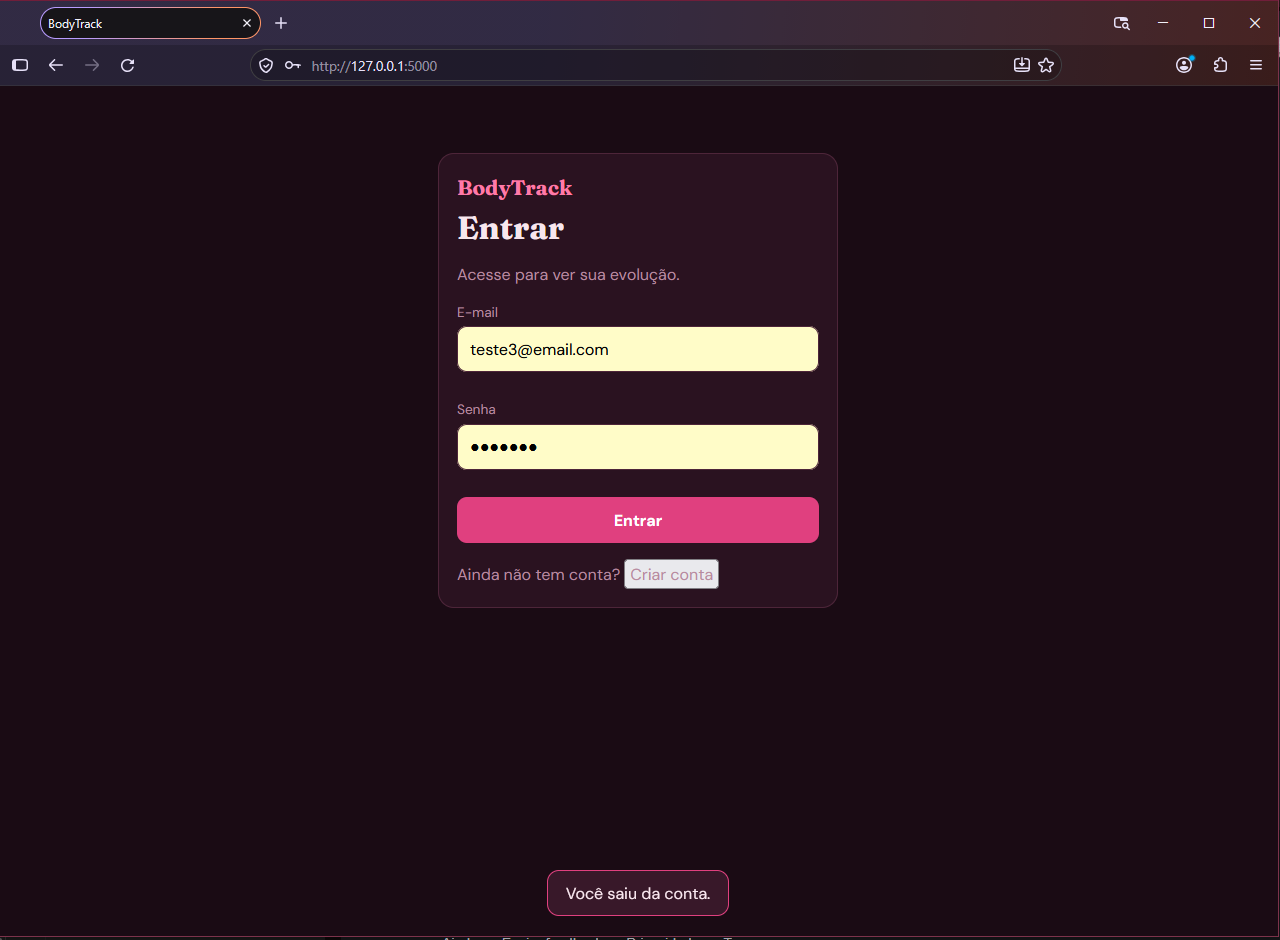 BodyTrack
http://127.0.0.1:5000
BodyTrack
Entrar
Acesse para ver sua evolução.
E-mail
teste3@email.com
Senha
•••••••
Entrar
Ainda não tem conta? Criar conta
Você saiu da conta.